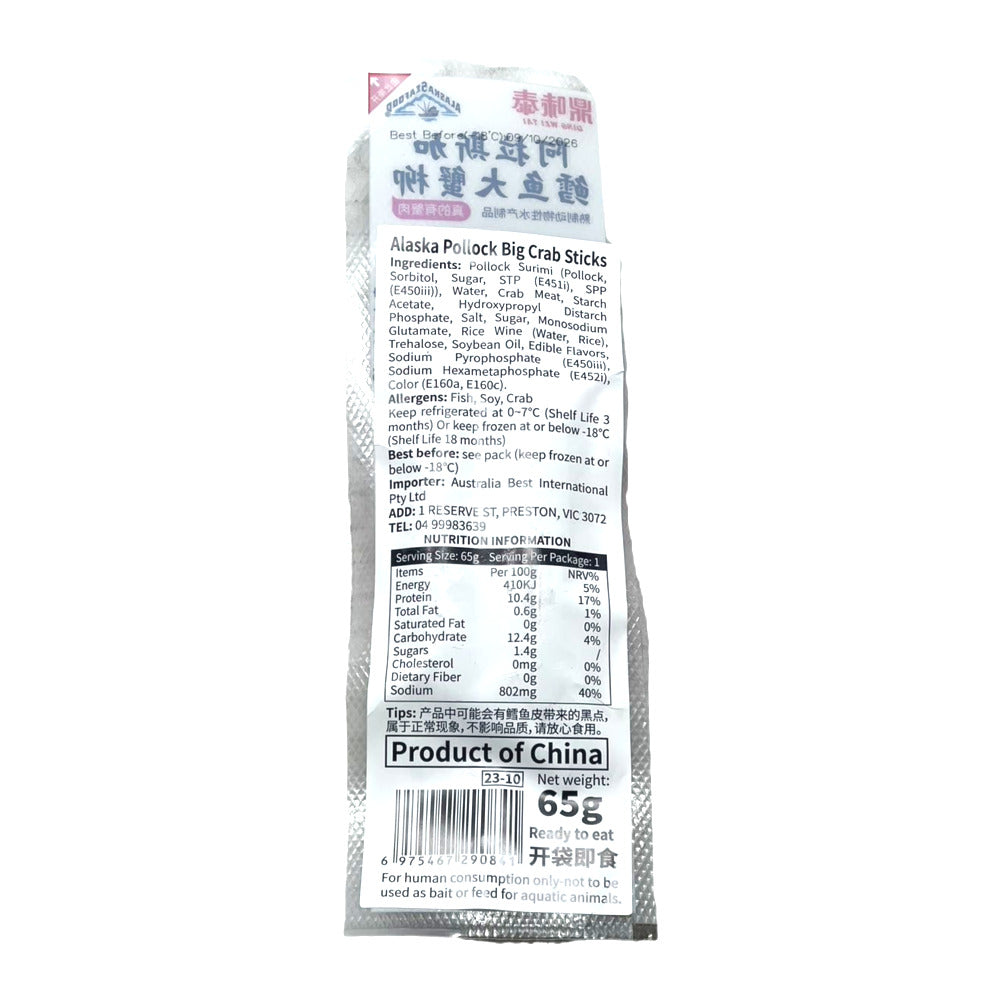 ALASKA SEAFOOD
鼎味泰
DING WEI TAI
Best Before(-18℃):09/10/2026
阿拉斯加
鳕鱼大蟹柳
真的有蟹肉
熟制动物性水产制品
Alaska Pollock Big Crab Sticks
Ingredients: Pollock Surimi (Pollock,
Sorbitol, Sugar, STP (E451i), SPP
(E450iii)), Water, Crab Meat, Starch
Acetate, Hydroxypropyl Distarch
Phosphate, Salt, Sugar, Monosodium
Glutamate, Rice Wine (Water, Rice),
Trehalose, Soybean Oil, Edible Flavors,
Sodium Pyrophosphate (E450iii),
Sodium Hexametaphosphate (E452i),
Color (E160a, E160c).
Allergens: Fish, Soy, Crab
Keep refrigerated at 0~7℃ (Shelf Life 3
months) Or keep frozen at or below -18℃
(Shelf Life 18 months)
Best before: see pack (keep frozen at or
below -18℃)
Importer: Australia Best International
Pty Ltd
ADD: 1 RESERVE ST, PRESTON, VIC 3072
TEL: 04 99983639
NUTRITION INFORMATION
Serving Size: 65g Serving Per Package: 1
Items Per 100g NRV%
Energy 410KJ 5%
Protein 10.4g 17%
Total Fat 0.6g 1%
Saturated Fat 0g 0%
Carbohydrate 12.4g 4%
Sugars 1.4g /
Cholesterol 0mg 0%
Dietary Fiber 0g 0%
Sodium 802mg 40%
Tips: 产品中可能会有鳕鱼皮带来的黑点,
属于正常现象,不影响品质,请放心食用。
Product of China
23-10 Net weight:
65g
Ready to eat
开袋即食
6 975467 290841
For human consumption only-not to be
used as bait or feed for aquatic animals.